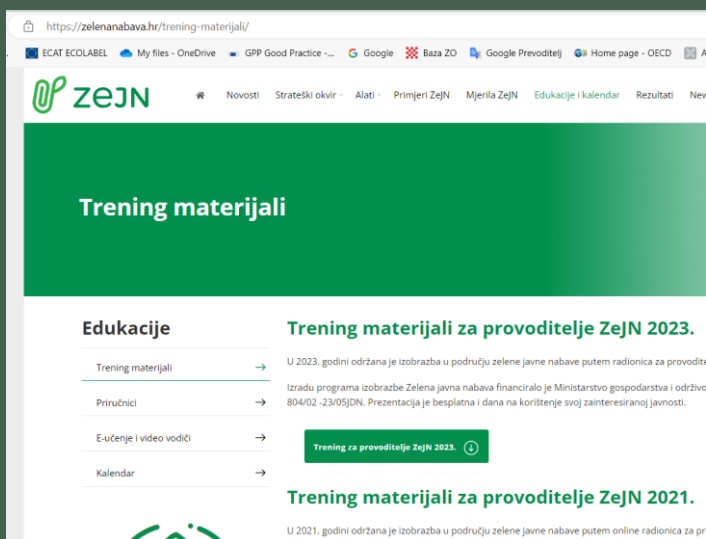 https://zelenanabava.hr/trening-materijali/
ECAT ECOLABEL My files - OneDrive GPP Good Practice -... Google Baza ZO Google Prevoditelj Home page - OECD A
ZeJN Novosti Strateški okvir Alati Primjeri ZeJN Mjerila ZeJN Edukacije i kalendar Rezultati New
Trening materijali
Edukacije
Trening materijali
Priručnici
E-učenje i video vodiči
Kalendar
Trening materijali za provoditelje ZeJN 2023.
U 2023. godini održana je izobrazba u području zelene javne nabave putem radionica za provodite
Izradu programa izobrazbe Zelena javna nabava financiralo je Ministarstvo gospodarstva i održivo
804/02 -23/05JDN. Prezentacija je besplatna i dana na korištenje svoj zainteresiranoj javnosti.
Trening za provoditelje ZeJN 2023.
Trening materijali za provoditelje ZeJN 2021.
U 2021. godini održana je izobrazba u području zelene javne nabave putem online radionica za pr